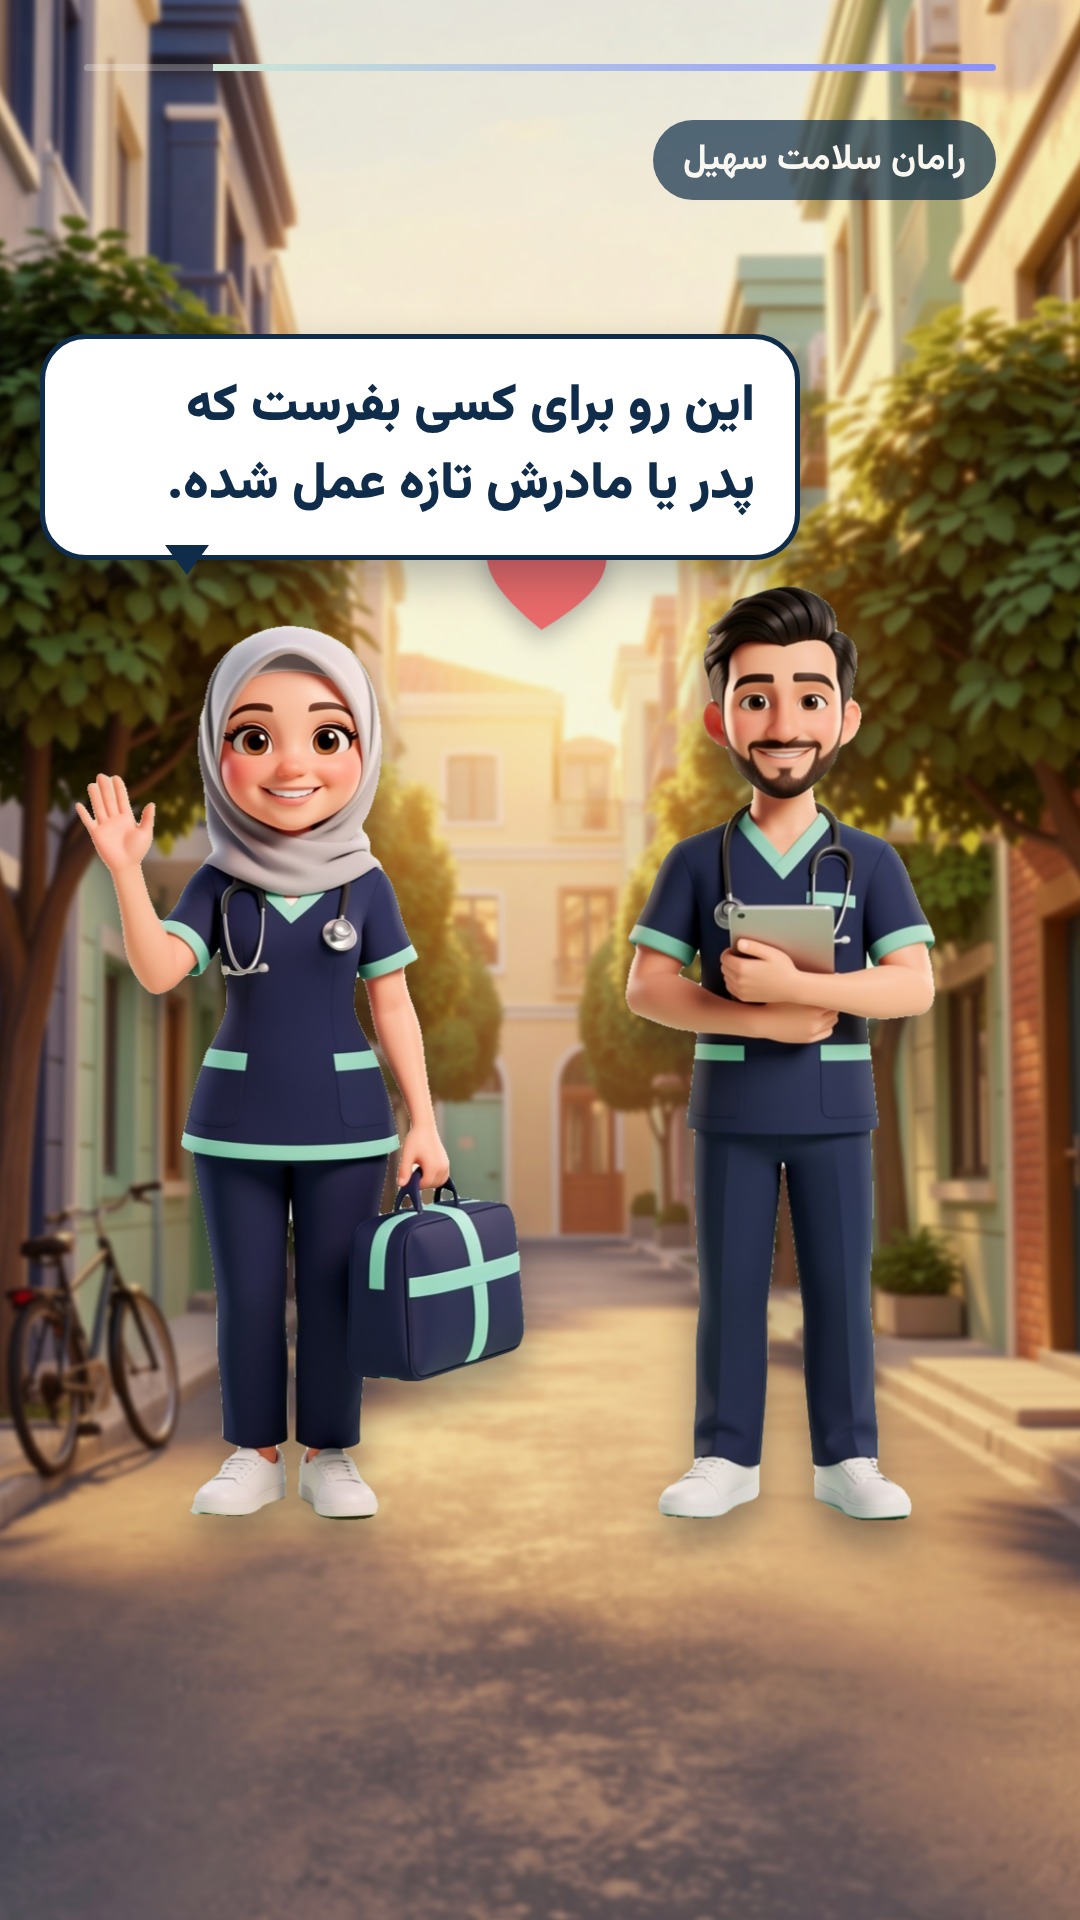 رامان سلامت سهیل
این رو برای کسی بفرست که
پدر یا مادرش تازه عمل شده.